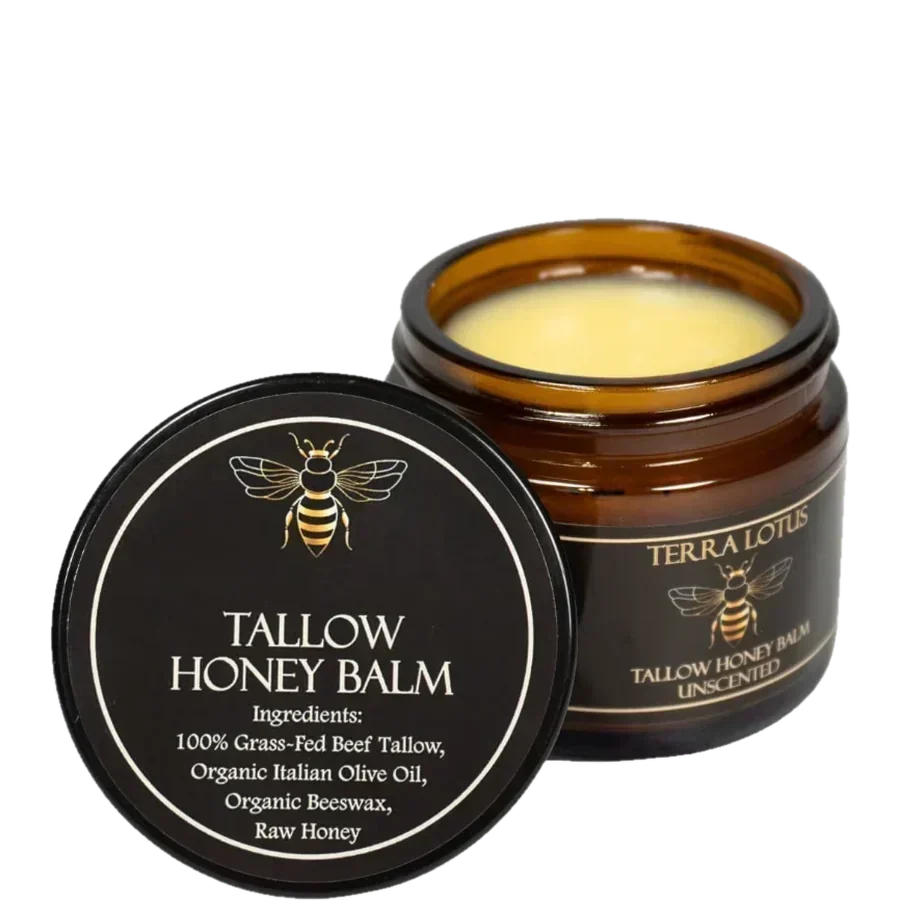 TALLOW
HONEY BALM
Ingredients:
100% Grass-Fed Beef Tallow,
Organic Italian Olive Oil,
Organic Beeswax,
Raw Honey
TERRA LOTUS
TALLOW HONEY BALM
UNSCENTED